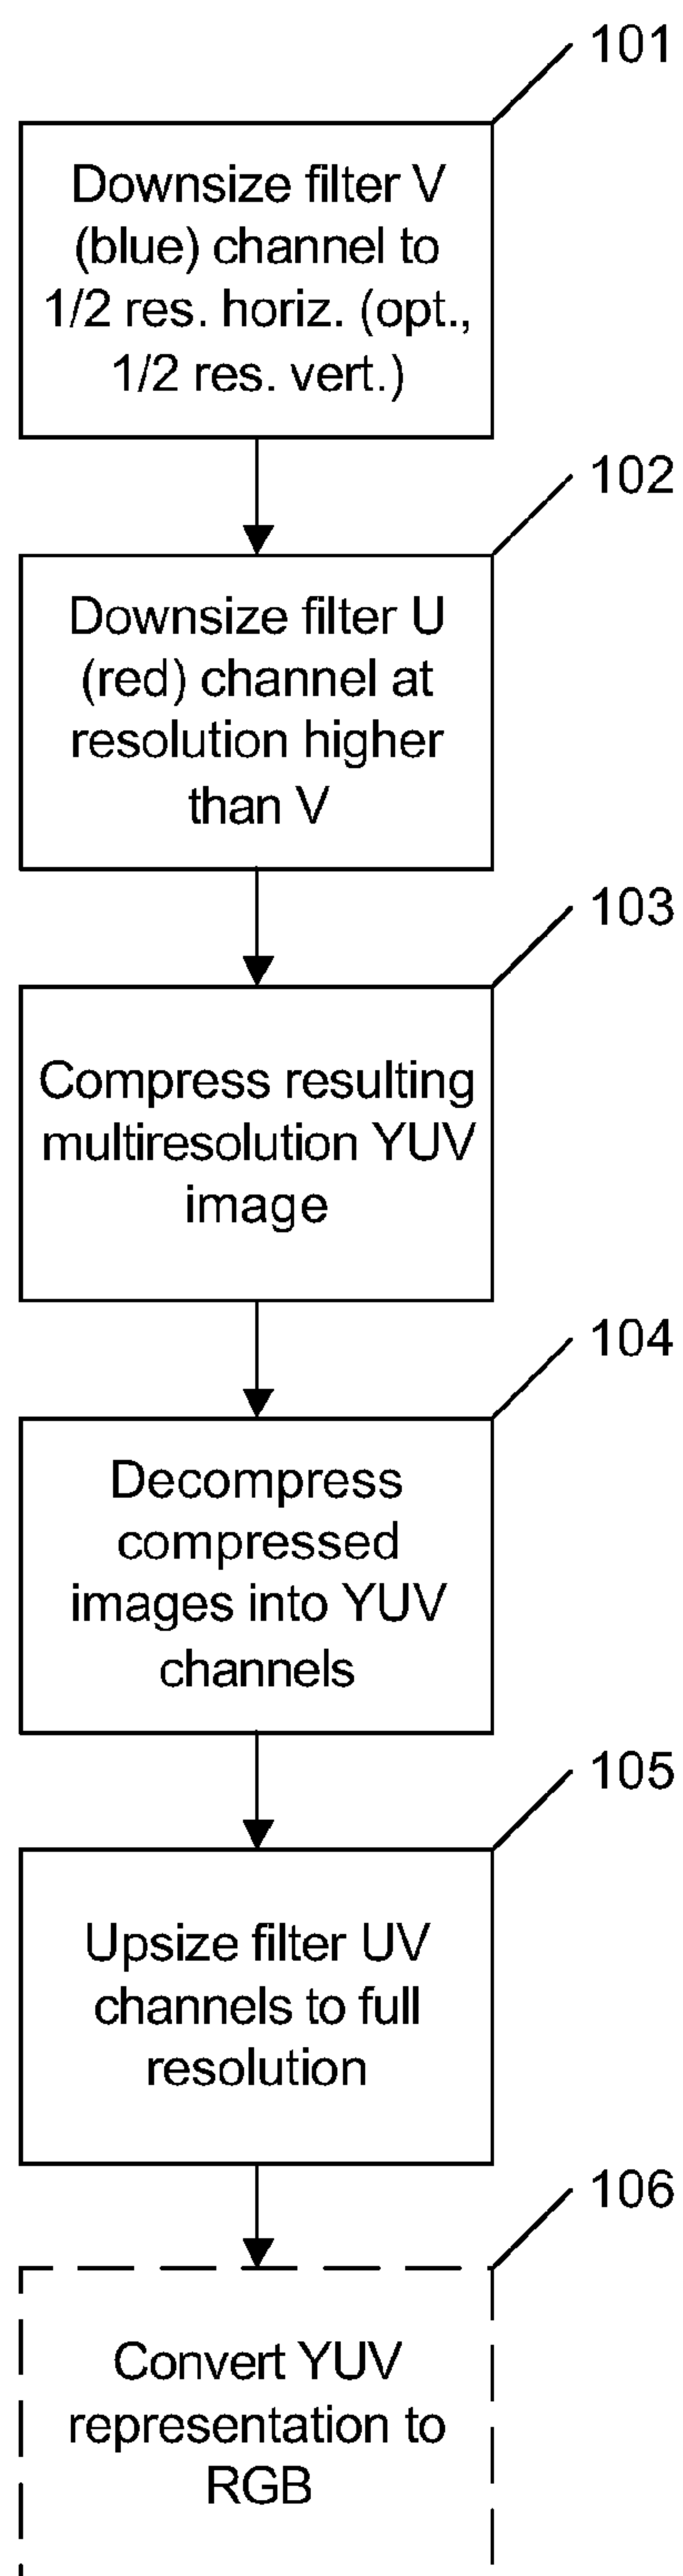 101
Downsize filter V
(blue) channel to
1/2 res. horiz. (opt.,
1/2 res. vert.)
102
Downsize filter U
(red) channel at
resolution higher
than V
103
Compress resulting
multiresolution YUV
image
104
Decompress
compressed
images into YUV
channels
105
Upsize filter UV
channels to full
resolution
106
Convert YUV
representation to
RGB